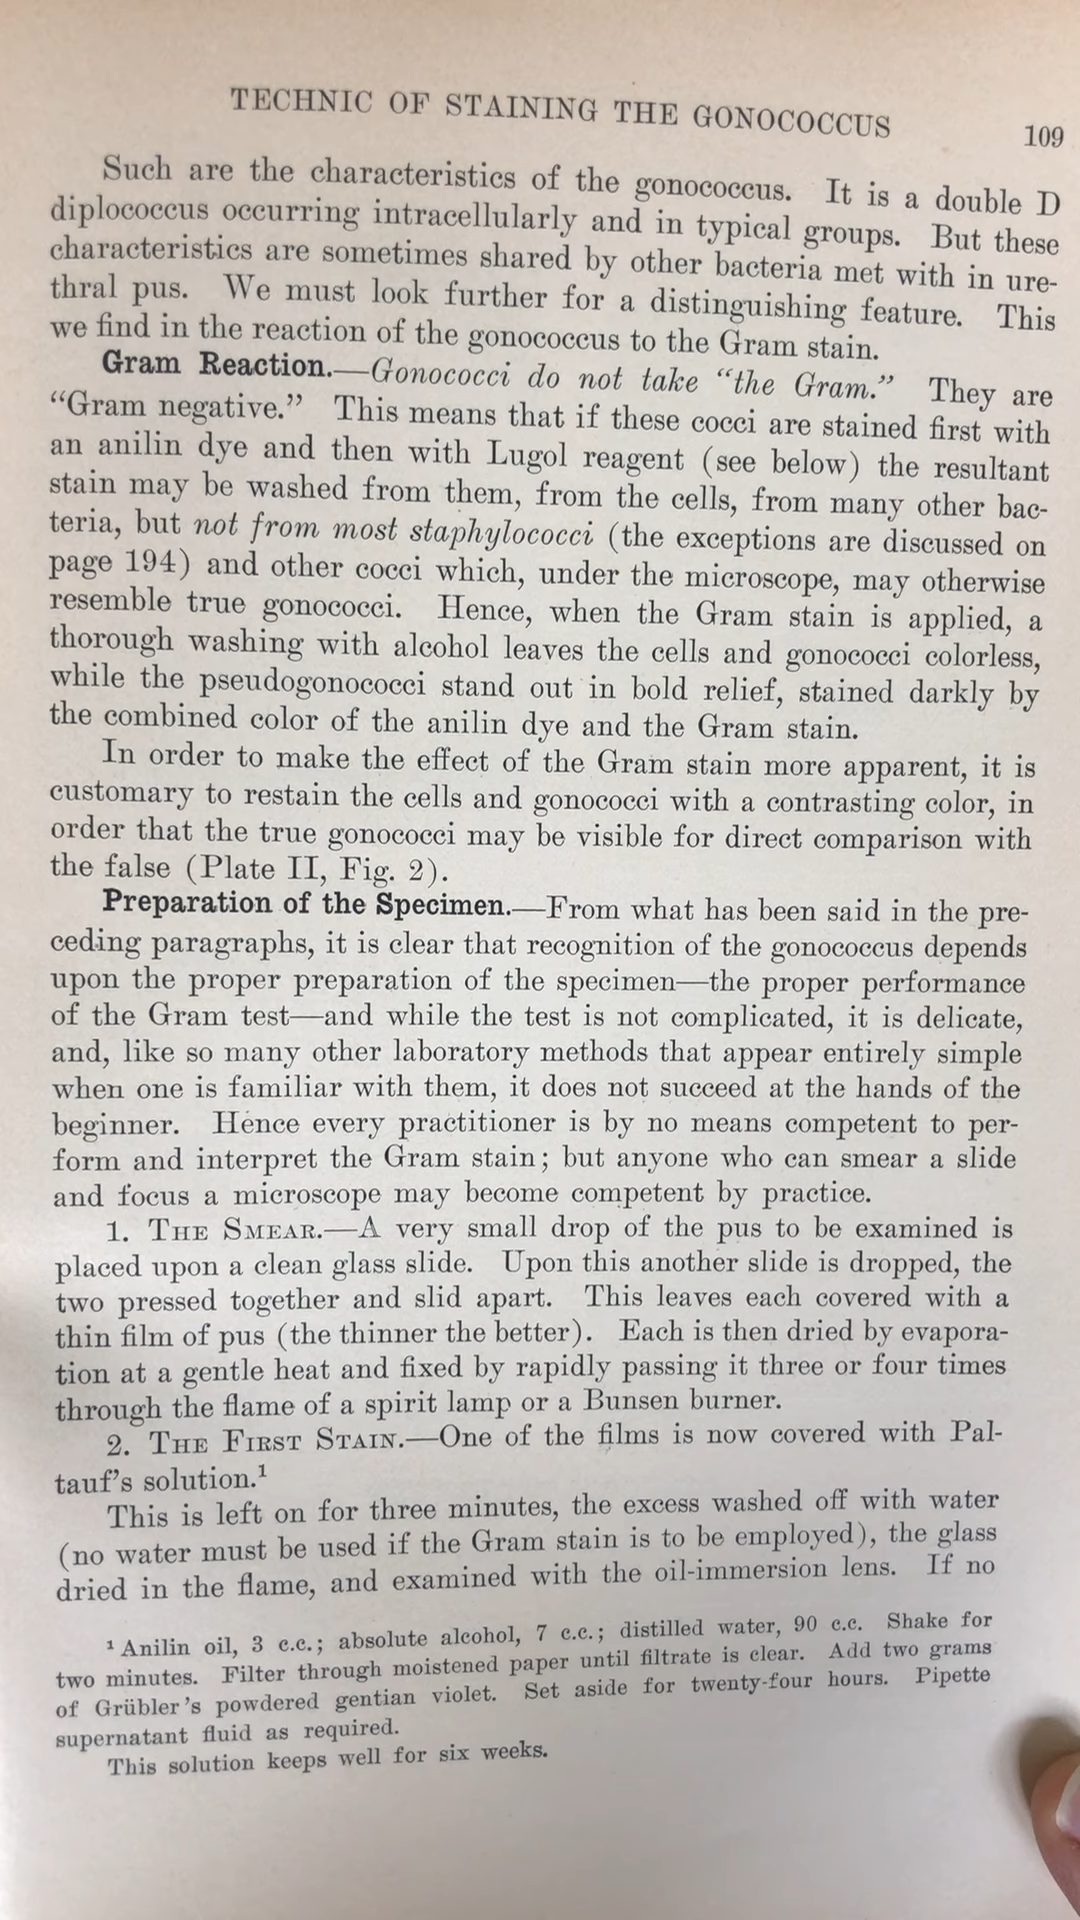 TECHNIC OF STAINING THE GONOCOCCUS
109
Such are the characteristics of the gonococcus. It is a double D
diplococcus occurring intracellularly and in typical groups. But these
characteristics are sometimes shared by other bacteria met with in ure-
thral pus. We must look further for a distinguishing feature. This
we find in the reaction of the gonococcus to the Gram stain.
Gram Reaction.—Gonococci do not take “the Gram.” They are
“Gram negative.” This means that if these cocci are stained first with
an anilin dye and then with Lugol reagent (see below) the resultant
stain may be washed from them, from the cells, from many other bac-
teria, but not from most staphylococci (the exceptions are discussed on
page 194) and other cocci which, under the microscope, may otherwise
resemble true gonococci. Hence, when the Gram stain is applied, a
thorough washing with alcohol leaves the cells and gonococci colorless,
while the pseudogonococci stand out in bold relief, stained darkly by
the combined color of the anilin dye and the Gram stain.
In order to make the effect of the Gram stain more apparent, it is
customary to restain the cells and gonococci with a contrasting color, in
order that the true gonococci may be visible for direct comparison with
the false (Plate II, Fig. 2).
Preparation of the Specimen.—From what has been said in the pre-
ceding paragraphs, it is clear that recognition of the gonococcus depends
upon the proper preparation of the specimen—the proper performance
of the Gram test—and while the test is not complicated, it is delicate,
and, like so many other laboratory methods that appear entirely simple
when one is familiar with them, it does not succeed at the hands of the
beginner. Hence every practitioner is by no means competent to per-
form and interpret the Gram stain; but anyone who can smear a slide
and focus a microscope may become competent by practice.
1. THE SMEAR.—A very small drop of the pus to be examined is
placed upon a clean glass slide. Upon this another slide is dropped, the
two pressed together and slid apart. This leaves each covered with a
thin film of pus (the thinner the better). Each is then dried by evapora-
tion at a gentle heat and fixed by rapidly passing it three or four times
through the flame of a spirit lamp or a Bunsen burner.
2. THE FIRST STAIN.—One of the films is now covered with Pal-
tauf’s solution.¹
This is left on for three minutes, the excess washed off with water
(no water must be used if the Gram stain is to be employed), the glass
dried in the flame, and examined with the oil-immersion lens. If no
¹ Anilin oil, 3 c.c.; absolute alcohol, 7 c.c.; distilled water, 90 c.c. Shake for
two minutes. Filter through moistened paper until filtrate is clear. Add two grams
of Grübler’s powdered gentian violet. Set aside for twenty-four hours. Pipette
supernatant fluid as required.
This solution keeps well for six weeks.